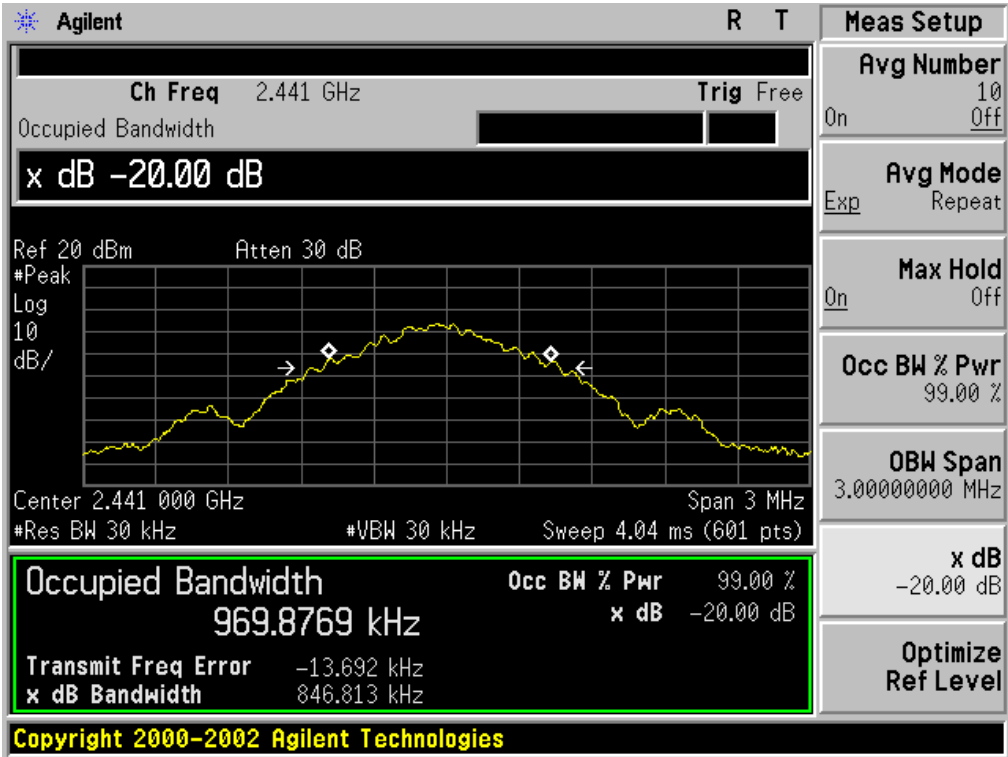 Agilent R T
Ch Freq 2.441 GHz Trig Free
Occupied Bandwidth
x dB -20.00 dB
Ref 20 dBm Atten 30 dB
#Peak
Log
10
dB/
Center 2.441 000 GHz Span 3 MHz
#Res BW 30 kHz #VBW 30 kHz Sweep 4.04 ms (601 pts)
Occupied Bandwidth Occ BW % Pwr 99.00 %
969.8769 kHz x dB -20.00 dB
Transmit Freq Error -13.692 kHz
x dB Bandwidth 846.813 kHz
Copyright 2000-2002 Agilent Technologies
Meas Setup
Avg Number
10
On Off
Avg Mode
Exp Repeat
Max Hold
On Off
Occ BW % Pwr
99.00 %
OBW Span
3.00000000 MHz
x dB
-20.00 dB
Optimize
Ref Level